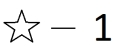 ☆ – 1